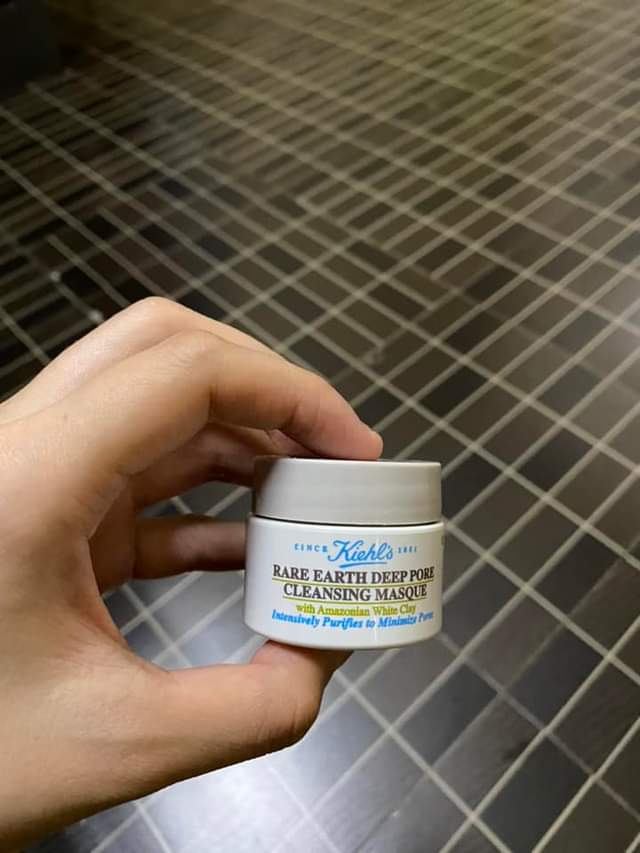 SINCE Kiehl's 1851
RARE EARTH DEEP PORE
CLEANSING MASQUE
with Amazonian White Clay
Intensively Purifies to Minimize Pores